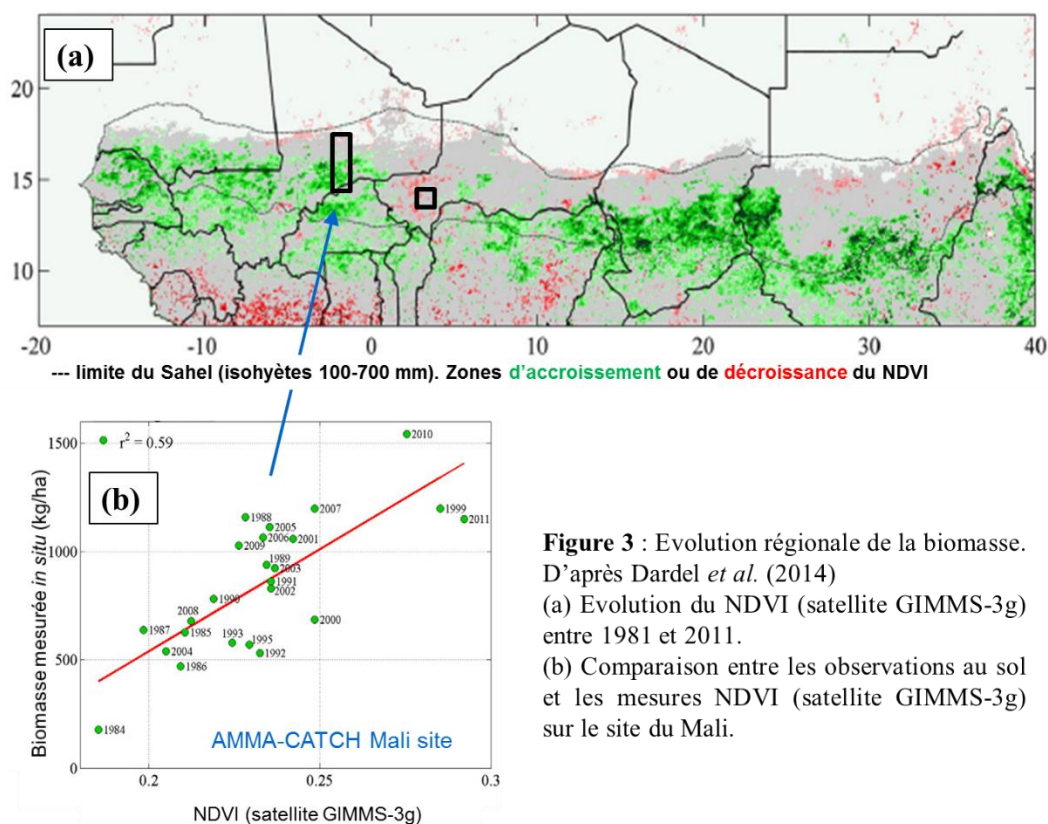 (a)
20
15
10
-20
-10
0
10
20
30
40
--- limite du Sahel (isohyètes 100-700 mm). Zones d'accroissement ou de décroissance du NDVI
(b)
r² = 0.59
Biomasse mesurée in situ (kg/ha)
1500
1000
500
0
2010
2007
1999
2011
1988
2005
2006
2001
2009
1989
2003
1991
2002
1990
2008
2000
1987
1985
1993
1995
1992
2004
1986
1984
AMMA-CATCH Mali site
0.2
0.25
0.3
NDVI (satellite GIMMS-3g)
Figure 3 : Evolution régionale de la biomasse.
D'après Dardel et al. (2014)
(a) Evolution du NDVI (satellite GIMMS-3g)
entre 1981 et 2011.
(b) Comparaison entre les observations au sol
et les mesures NDVI (satellite GIMMS-3g)
sur le site du Mali.